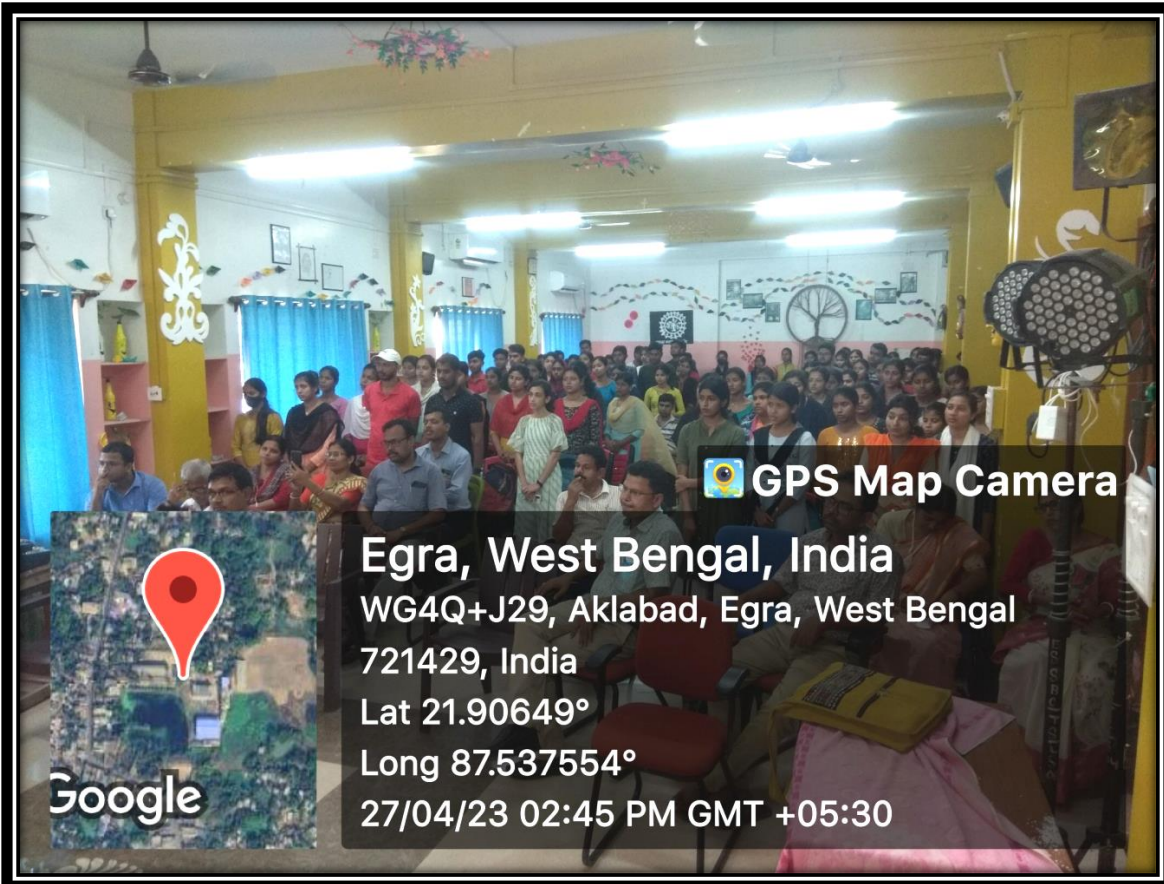 GPS Map Camera
Egra, West Bengal, India
WG4Q+J29, Aklabad, Egra, West Bengal
721429, India
Lat 21.90649°
Long 87.537554°
27/04/23 02:45 PM GMT +05:30
Google